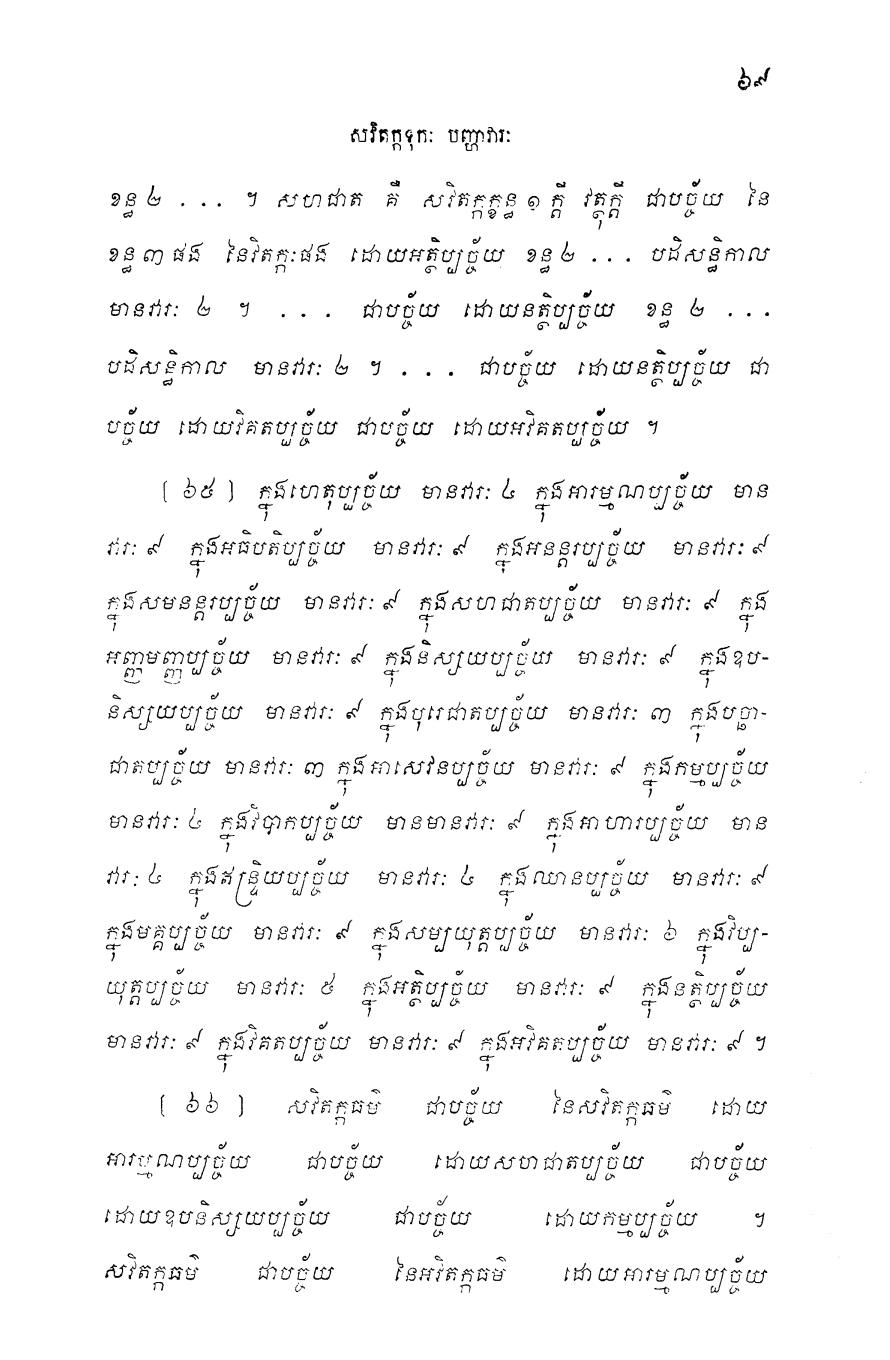 ៦៩
សវិតក្កទុកៈ បញ្ហាវារៈ
ខន្ធ ២ . . . ។ សហជាត គឺ សវិតក្កក្ខន្ធ ១ ក្តី វត្ថុក្តី ជាបច្ច័យ នៃ
ខន្ធ ៣ ផង នៃវិតក្កៈផង ដោយអត្ថិប្បច្ច័យ ខន្ធ ២ . . . បដិសន្ធិកាល
មានវារៈ ២ ។ . . . ជាបច្ច័យ ដោយនត្ថិប្បច្ច័យ ខន្ធ ២ . . .
បដិសន្ធិកាល មានវារៈ ២ ។ . . . ជាបច្ច័យ ដោយនត្ថិប្បច្ច័យ ជា
បច្ច័យ ដោយវិគតប្បច្ច័យ ជាបច្ច័យ ដោយអវិគតប្បច្ច័យ ។
[ ៦៥ ] ក្នុងហេតុប្បច្ច័យ មានវារៈ ៤ ក្នុងអារម្មណប្បច្ច័យ មាន
វារៈ ៩ ក្នុងអធិបតិប្បច្ច័យ មានវារៈ ៩ ក្នុងអនន្តរប្បច្ច័យ មានវារៈ ៩
ក្នុងសមនន្តរប្បច្ច័យ មានវារៈ ៩ ក្នុងសហជាតប្បច្ច័យ មានវារៈ ៩ ក្នុង
អញ្ញមញ្ញប្បច្ច័យ មានវារៈ ៩ ក្នុងនិស្សយប្បច្ច័យ មានវារៈ ៩ ក្នុងឧប-
និស្សយប្បច្ច័យ មានវារៈ ៩ ក្នុងបុរេជាតប្បច្ច័យ មានវារៈ ៣ ក្នុងបច្ឆា-
ជាតប្បច្ច័យ មានវារៈ ៣ ក្នុងអាសេវនប្បច្ច័យ មានវារៈ ៩ ក្នុងកម្មប្បច្ច័យ
មានវារៈ ៤ ក្នុងវិបាកប្បច្ច័យ មានមានវារៈ ៩ ក្នុងអាហារប្បច្ច័យ មាន
វារៈ ៤ ក្នុងឥន្ទ្រិយប្បច្ច័យ មានវារៈ ៤ ក្នុងឈានប្បច្ច័យ មានវារៈ ៩
ក្នុងមគ្គប្បច្ច័យ មានវារៈ ៩ ក្នុងសម្បយុត្តប្បច្ច័យ មានវារៈ ៦ ក្នុងវិប្ប-
យុត្តប្បច្ច័យ មានវារៈ ៥ ក្នុងអត្ថិប្បច្ច័យ មានវារៈ ៩ ក្នុងនត្ថិប្បច្ច័យ
មានវារៈ ៩ ក្នុងវិគតប្បច្ច័យ មានវារៈ ៩ ក្នុងអវិគតប្បច្ច័យ មានវារៈ ៩ ។
[ ៦៦ ] សវិតក្កធម៌ ជាបច្ច័យ នៃសវិតក្កធម៌ ដោយ
អារម្មណប្បច្ច័យ ជាបច្ច័យ ដោយសហជាតប្បច្ច័យ ជាបច្ច័យ
ដោយឧបនិស្សយប្បច្ច័យ ជាបច្ច័យ ដោយកម្មប្បច្ច័យ ។
សវិតក្កធម៌ ជាបច្ច័យ នៃអវិតក្កធម៌ ដោយអារម្មណប្បច្ច័យ